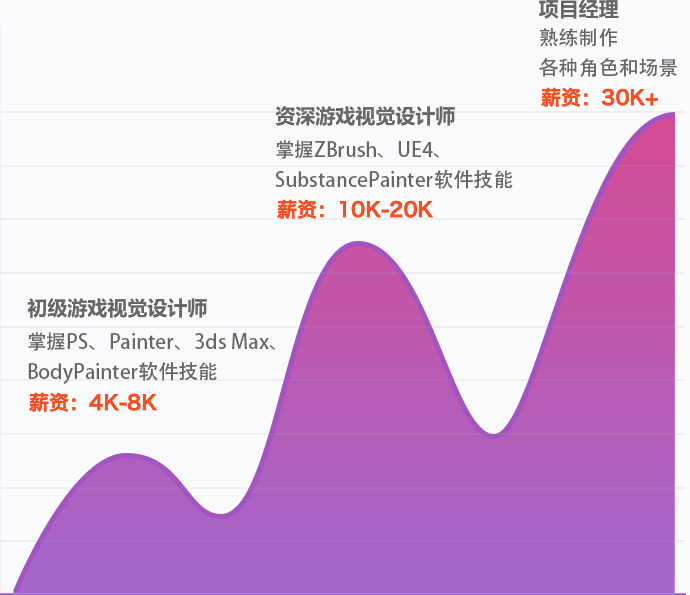 项目经理
熟练制作
各种角色和场景
薪资：30K+
资深游戏视觉设计师
掌握ZBrush、UE4、
SubstancePainter软件技能
薪资：10K-20K
初级游戏视觉设计师
掌握PS、Painter、3ds Max、
BodyPainter软件技能
薪资：4K-8K